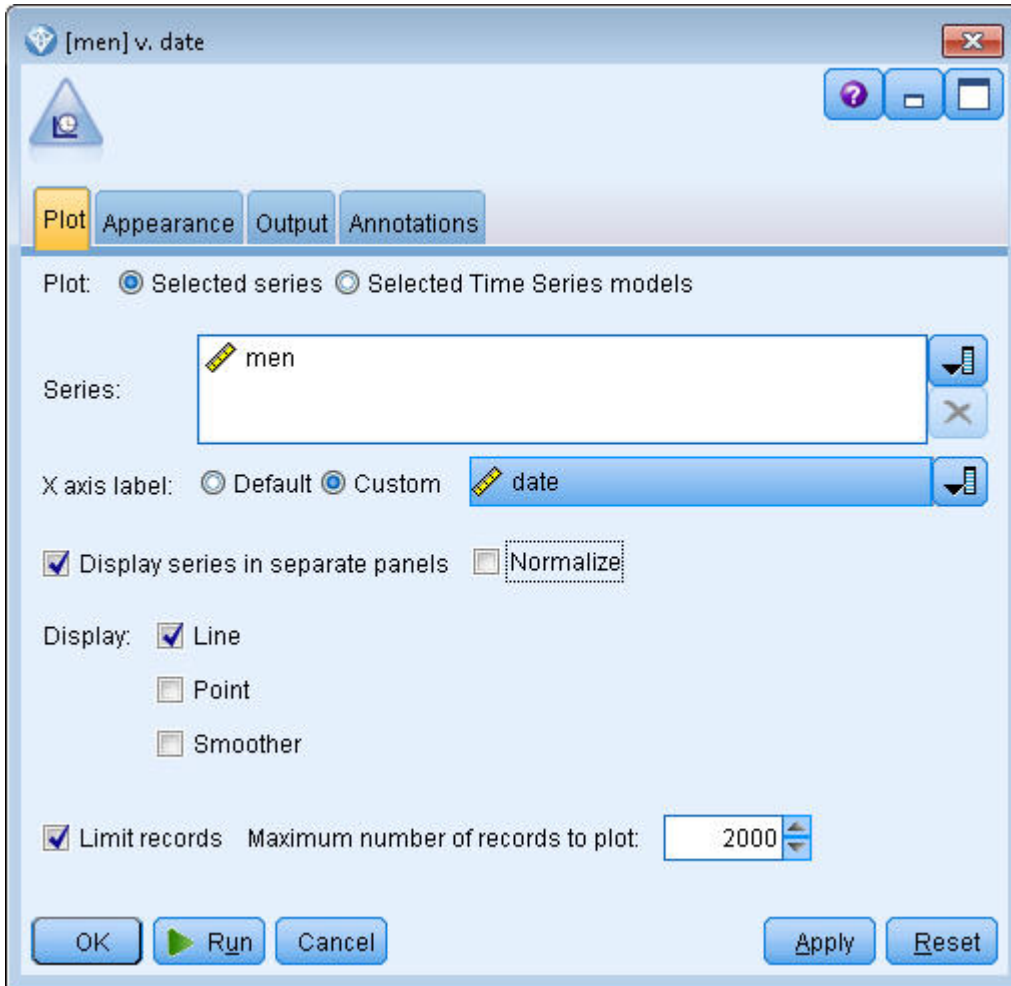 [men] v. date
Plot Appearance Output Annotations
Plot: Selected series Selected Time Series models
Series: men
X axis label: Default Custom date
Display series in separate panels Normalize
Display: Line
Point
Smoother
Limit records Maximum number of records to plot: 2000
OK Run Cancel Apply Reset